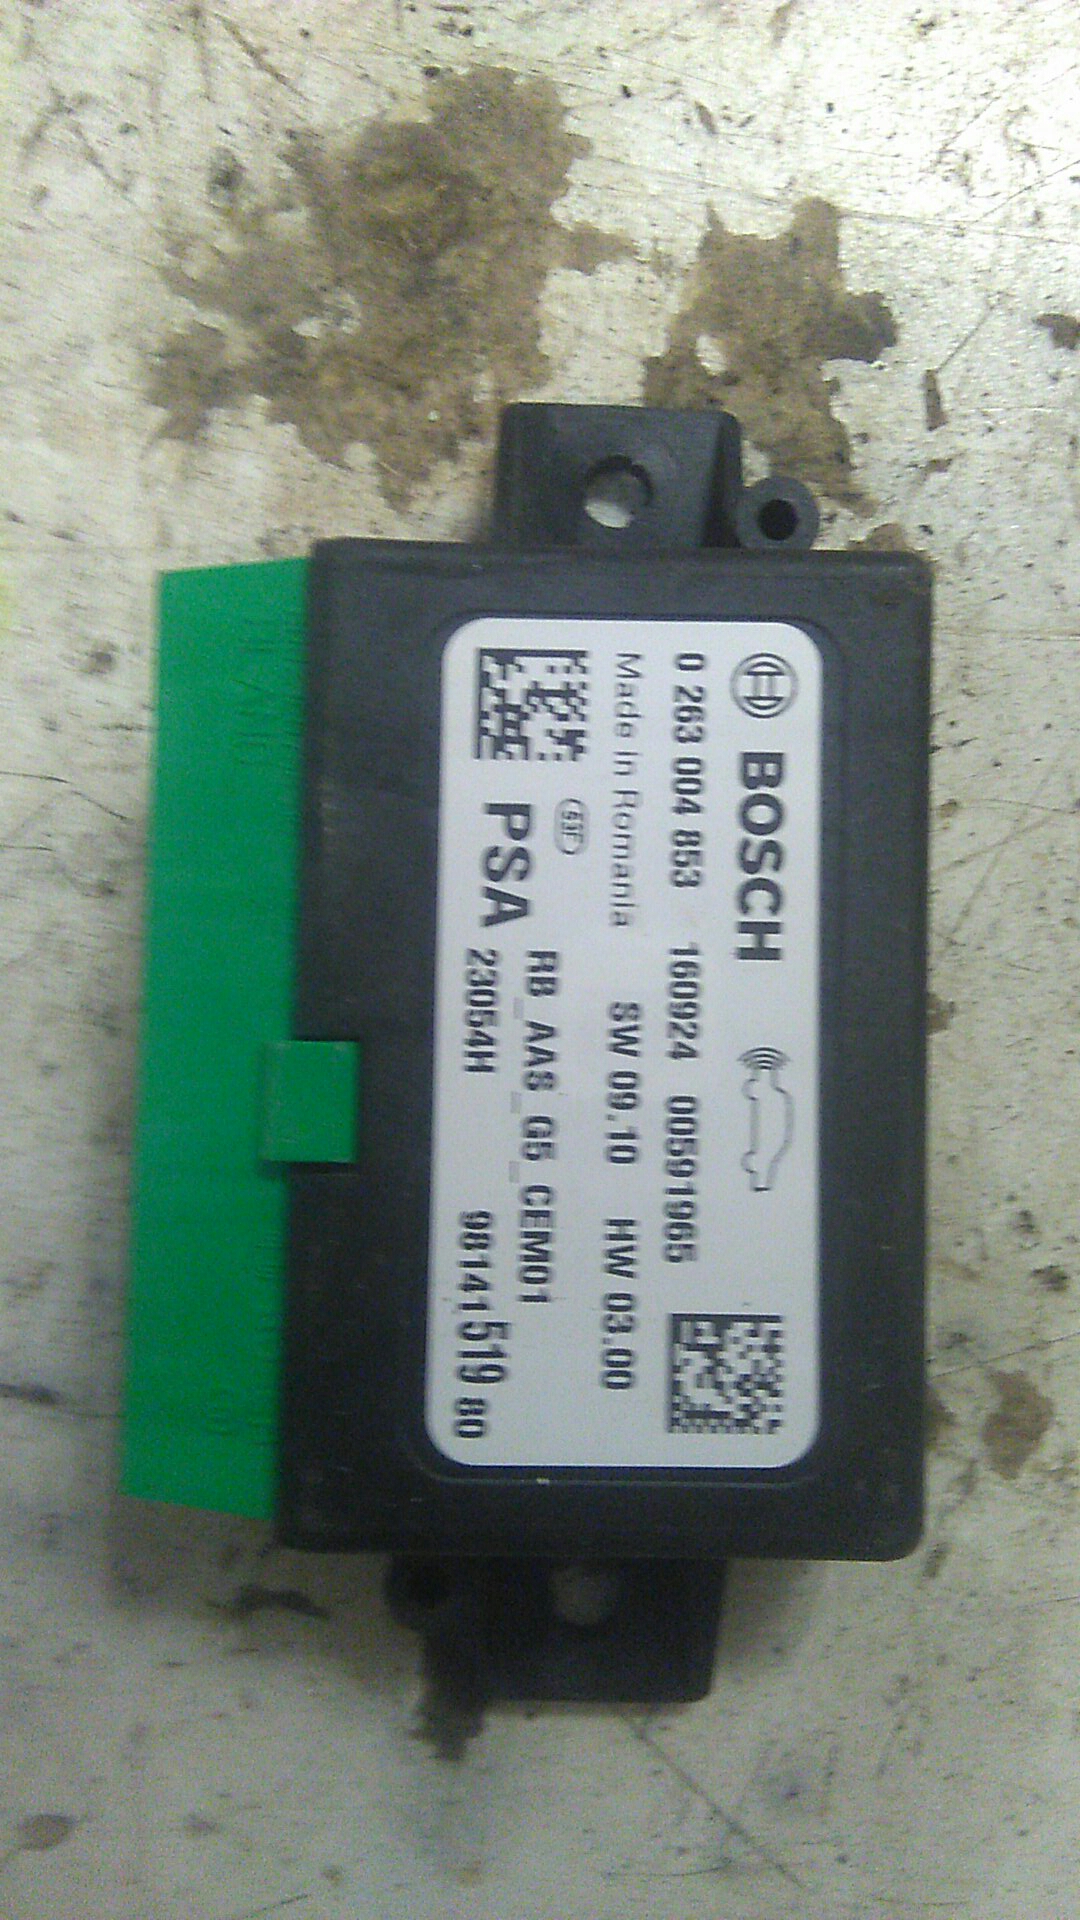 BOSCH
0 263 004 853 160924 00591965
Made in Romania SW 09.10 HW 03.00
RB_AAS_G5_CEM01
PSA 23054H 98141519 80